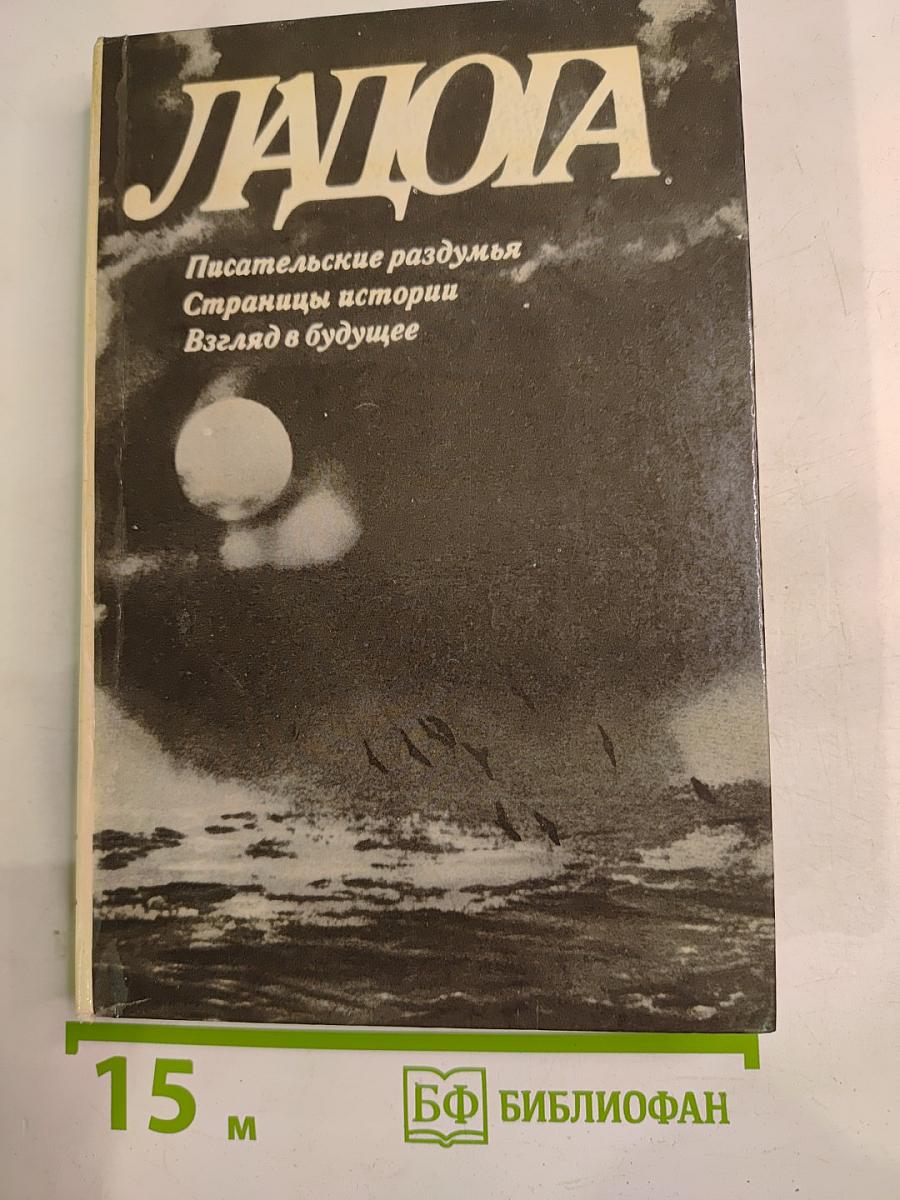 ЛАДОГА
Писательские раздумья
Страницы истории
Взгляд в будущее
15 м
БФ БИБЛИОФАН